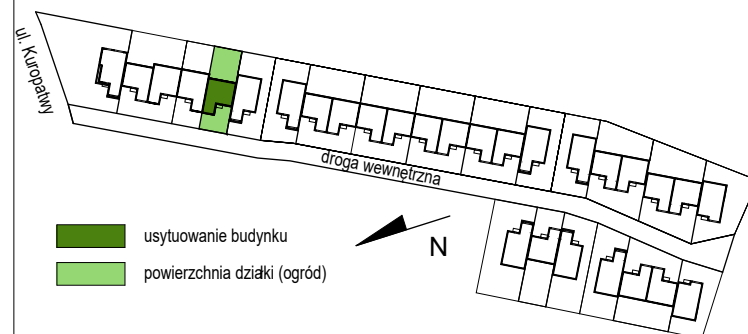 ul. Kuropatwy
droga wewnętrzna
usytuowanie budynku
N
powierzchnia działki (ogród)